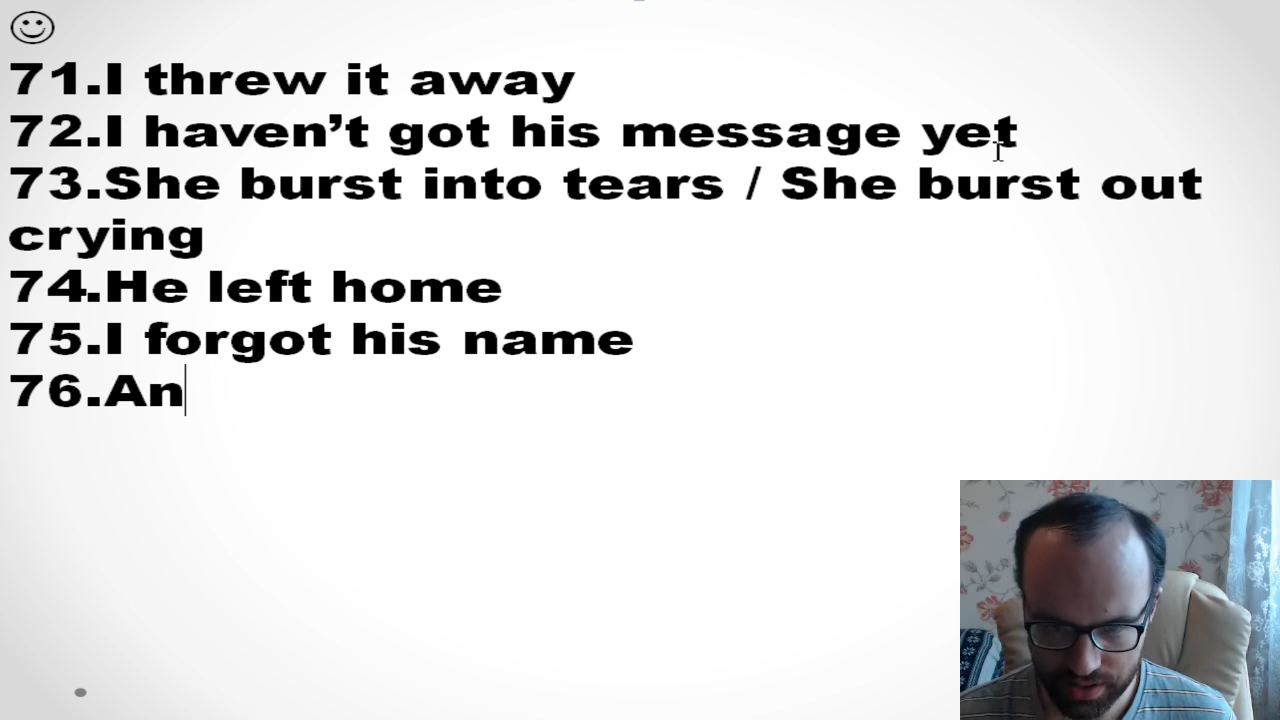 71.I threw it away
72.I haven’t got his message yet
73.She burst into tears / She burst out
crying
74.He left home
75.I forgot his name
76.An